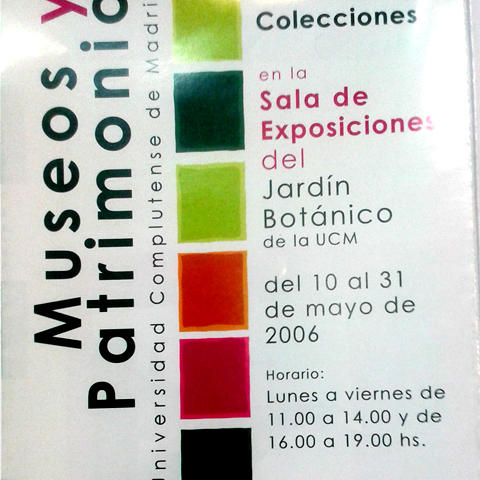 Museos y
Patrimonio
Universidad Complutense de Madri
Colecciones
en la
Sala de
Exposiciones
del
Jardín
Botánico
de la UCM
del 10 al 31
de mayo de
2006
Horario:
Lunes a viernes de
11.00 a 14.00 y de
16.00 a 19.00 hs.